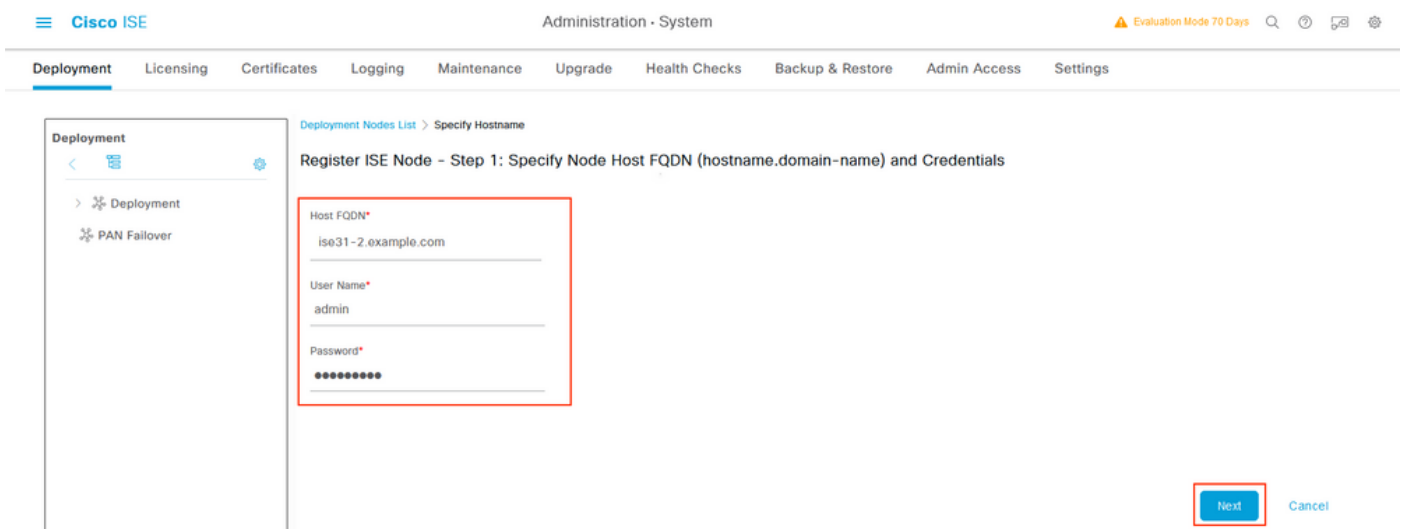 Cisco ISE
Administration · System
Evaluation Mode 70 Days
Deployment Licensing Certificates Logging Maintenance Upgrade Health Checks Backup & Restore Admin Access Settings
Deployment
Deployment
PAN Failover
Deployment Nodes List > Specify Hostname
Register ISE Node - Step 1: Specify Node Host FQDN (hostname.domain-name) and Credentials
Host FQDN*
ise31-2.example.com
User Name*
admin
Password*
Next Cancel